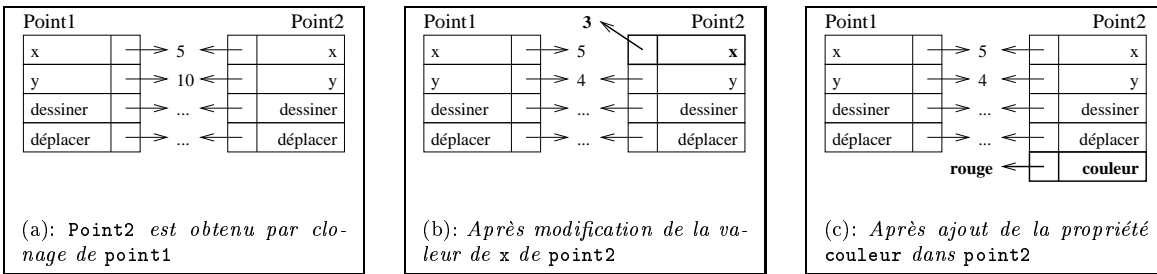 Point1 Point2
x 5 x
y 10 y
dessiner ... dessiner
déplacer ... déplacer
(a): Point2 est obtenu par clo-
nage de point1
Point1 3 Point2
x 5 x
y 4 y
dessiner ... dessiner
déplacer ... déplacer
(b): Après modification de la va-
leur de x de point2
Point1 Point2
x 5 x
y 4 y
dessiner ... dessiner
déplacer ... déplacer
rouge couleur
(c): Après ajout de la propriété
couleur dans point2